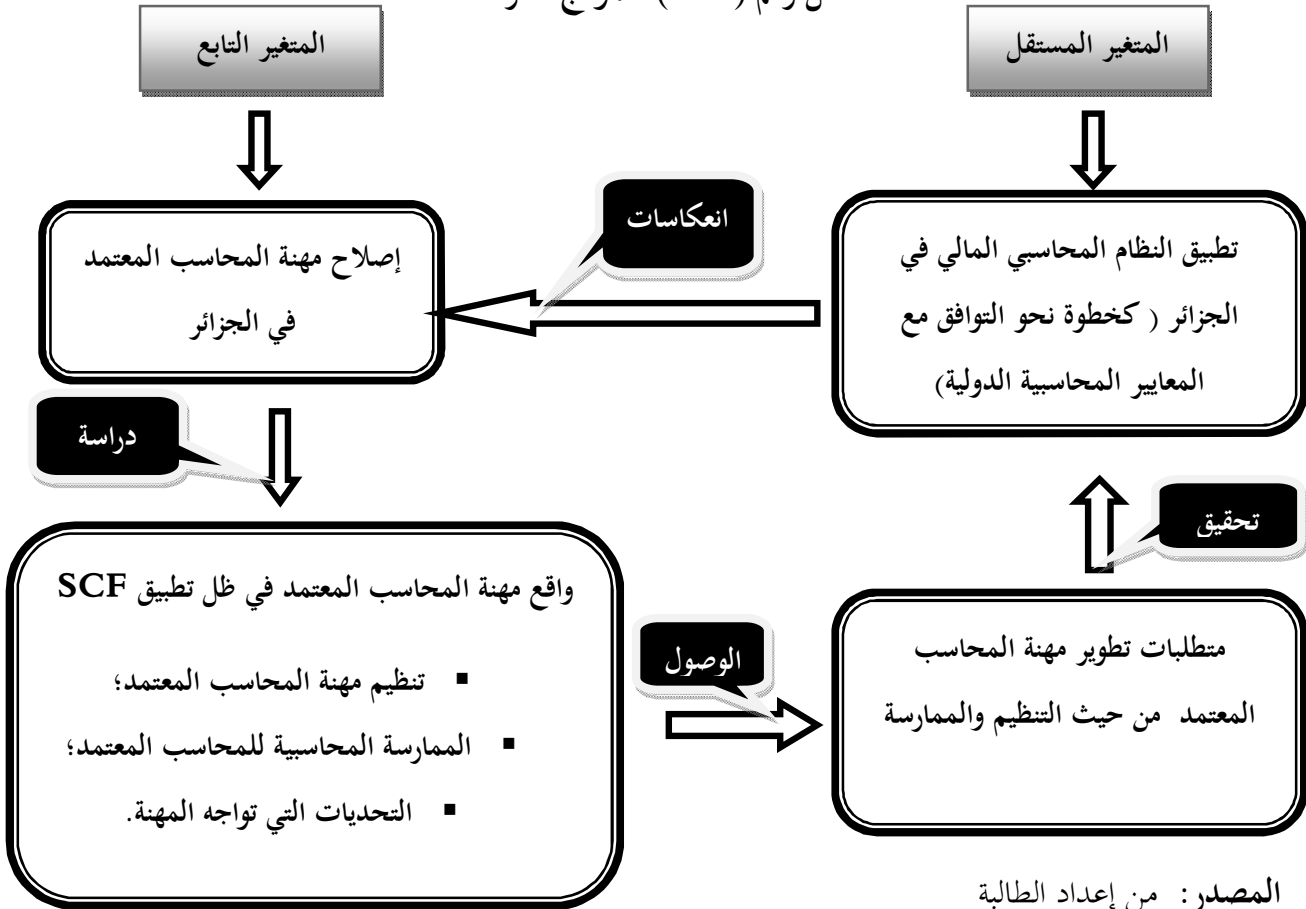 المتغير المستقل
المتغير التابع
تطبيق النظام المحاسبي المالي في
الجزائر ( كخطوة نحو التوافق مع
المعايير المحاسبية الدولية)
انعكاسات
إصلاح مهنة المحاسب المعتمد
في الجزائر
دراسة
واقع مهنة المحاسب المعتمد في ظل تطبيق SCF
▪ تنظيم مهنة المحاسب المعتمد؛
▪ الممارسة المحاسبية للمحاسب المعتمد؛
▪ التحديات التي تواجه المهنة.
الوصول
متطلبات تطوير مهنة المحاسب
المعتمد من حيث التنظيم والممارسة
تحقيق
المصدر: من إعداد الطالبة